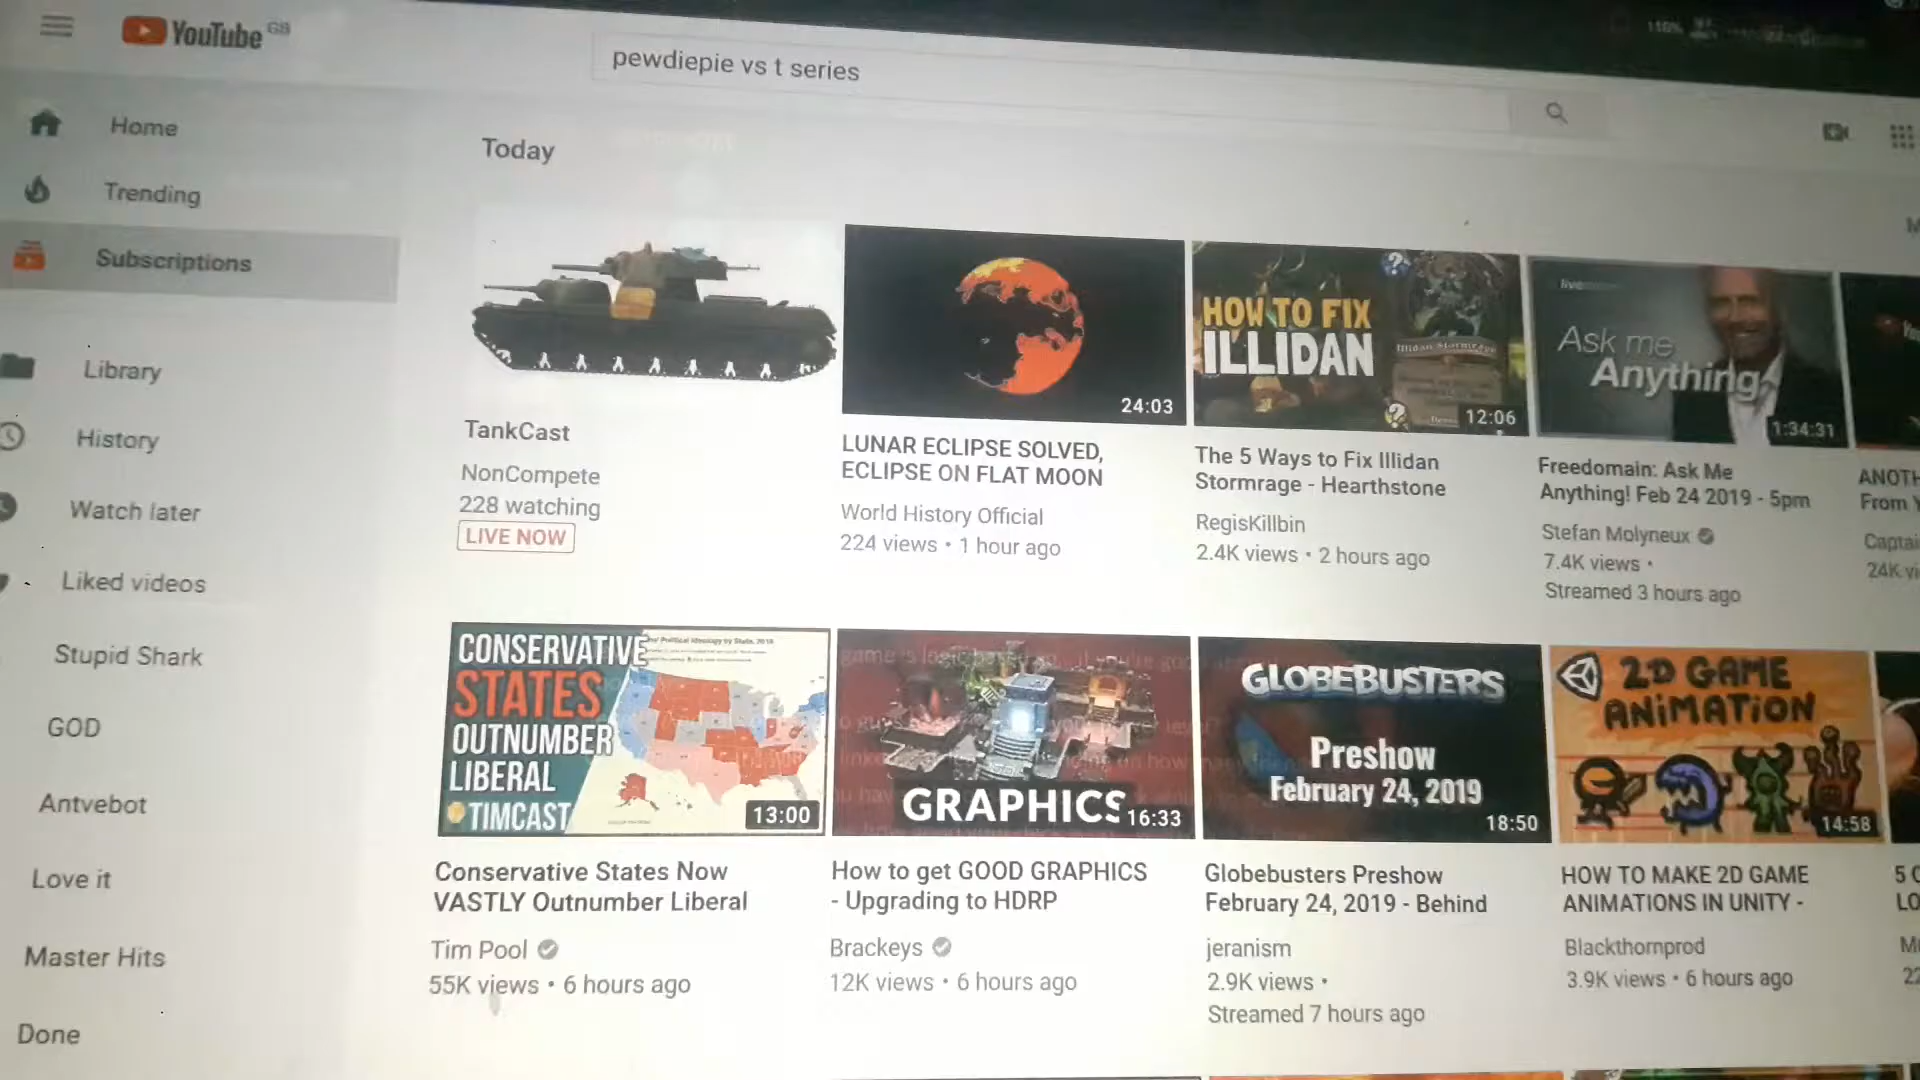 YouTube GB
pewdiepie vs t series
Home
Trending
Subscriptions
Library
History
Watch later
Liked videos
Stupid Shark
GOD
Antvebot
Love it
Master Hits
Done
Today
TankCast
NonCompete
228 watching
LIVE NOW
24:03
LUNAR ECLIPSE SOLVED,
ECLIPSE ON FLAT MOON
World History Official
224 views • 1 hour ago
HOW TO FIX
ILLIDAN
12:06
The 5 Ways to Fix Illidan
Stormrage - Hearthstone
RegisKillbin
2.4K views • 2 hours ago
Ask me
Anything
1:34:31
Freedomain: Ask Me
Anything! Feb 24 2019 - 5pm
Stefan Molyneux
7.4K views •
Streamed 3 hours ago
ANOTH
From Y
Captai
24K vi
CONSERVATIVE
STATES
OUTNUMBER
LIBERAL
TIMCAST
13:00
Conservative States Now
VASTLY Outnumber Liberal
Tim Pool
55K views • 6 hours ago
GRAPHICS
16:33
How to get GOOD GRAPHICS
- Upgrading to HDRP
Brackeys
12K views • 6 hours ago
GLOBEBUSTERS
Preshow
February 24, 2019
18:50
Globebusters Preshow
February 24, 2019 - Behind
jeranism
2.9K views •
Streamed 7 hours ago
2D GAME
ANiMATiON
14:58
HOW TO MAKE 2D GAME
ANIMATIONS IN UNITY -
Blackthornprod
3.9K views • 6 hours ago